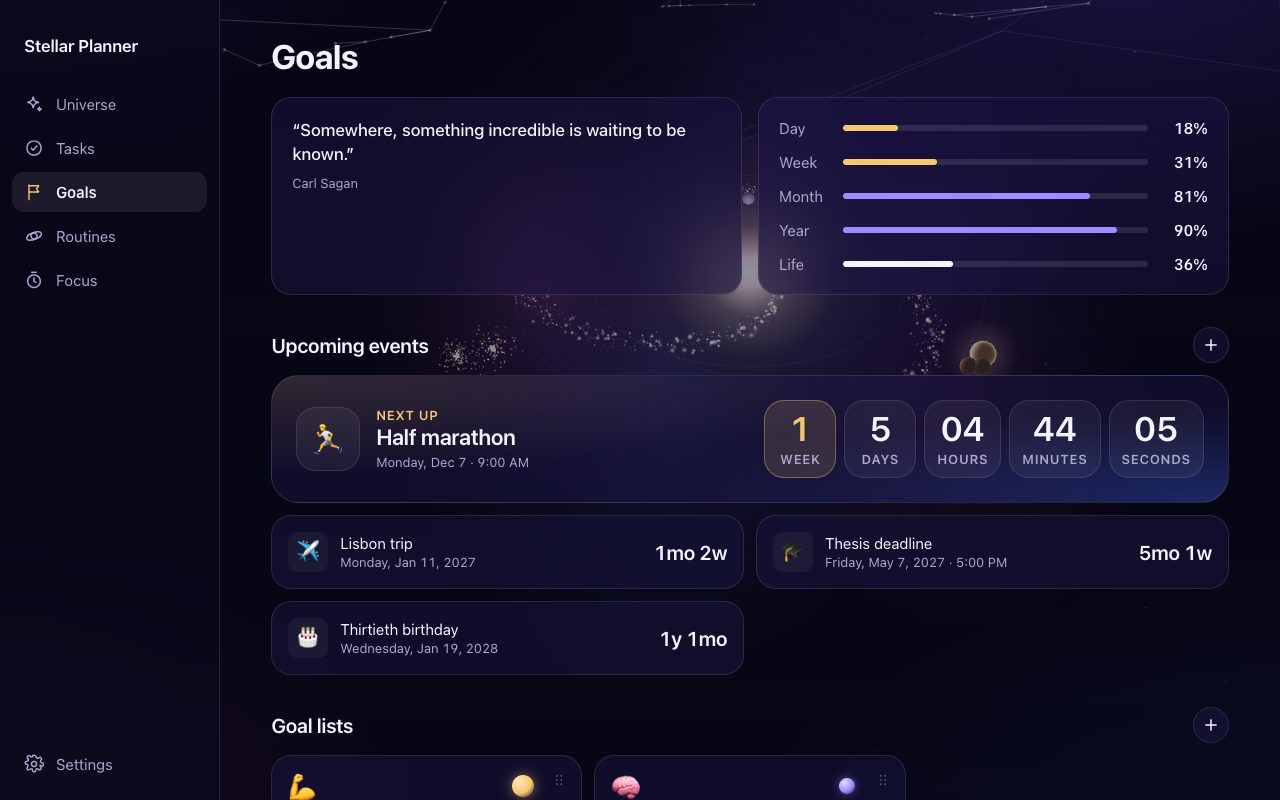 Stellar Planner
Universe
Tasks
Goals
Routines
Focus
Settings
Goals
“Somewhere, something incredible is waiting to be
known.”
Carl Sagan
Day 18%
Week 31%
Month 81%
Year 90%
Life 36%
Upcoming events
NEXT UP
Half marathon
Monday, Dec 7 · 9:00 AM
1 5 04 44 05
WEEK DAYS HOURS MINUTES SECONDS
Lisbon trip
Monday, Jan 11, 2027
1mo 2w
Thesis deadline
Friday, May 7, 2027 · 5:00 PM
5mo 1w
Thirtieth birthday
Wednesday, Jan 19, 2028
1y 1mo
Goal lists